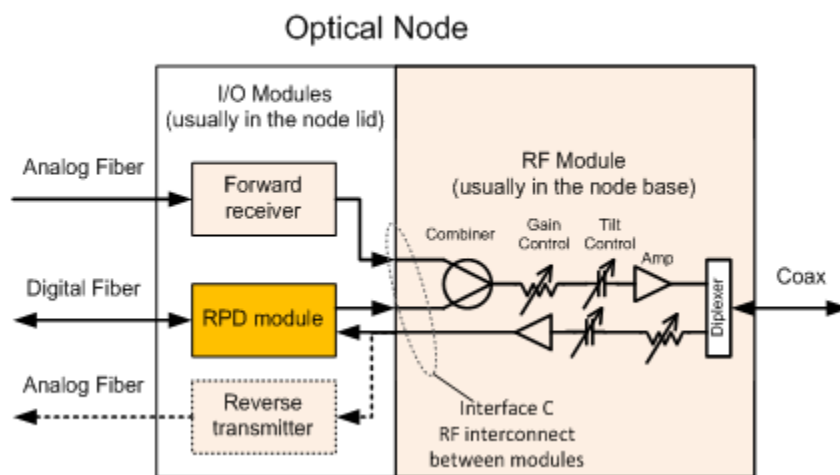 Optical Node
I/O Modules
(usually in the node lid)
Analog Fiber
Forward
receiver
RF Module
(usually in the node base)
Combiner
Gain
Control
Tilt
Control
Amp
Diplexer
Coax
Digital Fiber
RPD module
Analog Fiber
Reverse
transmitter
Interface C
RF interconnect
between modules